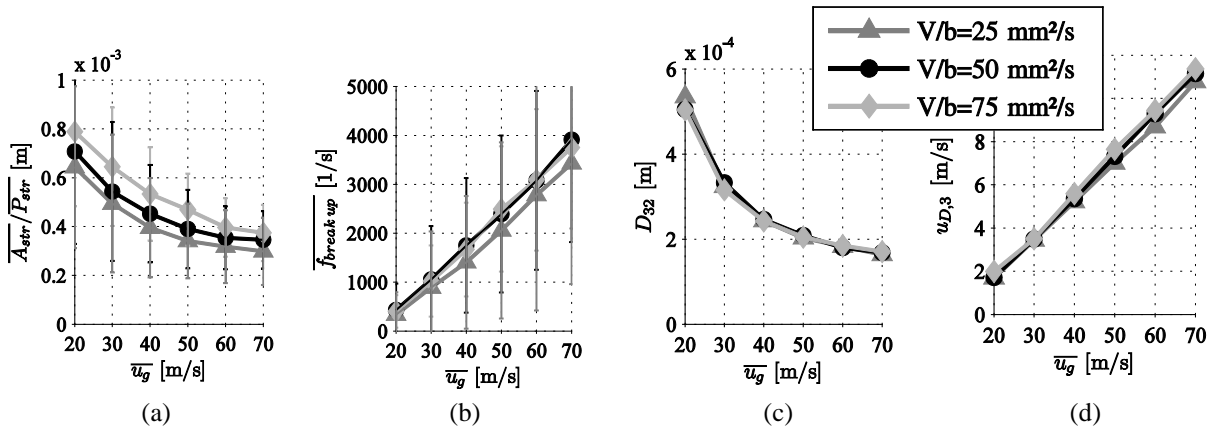 x 10⁻³
1
0.8
0.6
0.4
0.2
0
20 30 40 50 60 70
A_str/P_str [m]
u_g [m/s]
(a)
5000
4000
3000
2000
1000
0
20 30 40 50 60 70
f_break up [1/s]
u_g [m/s]
(b)
x 10⁻⁴
6
4
2
0
20 30 40 50 60 70
D₃₂ [m]
u_g [m/s]
(c)
V/b=25 mm²/s
V/b=50 mm²/s
V/b=75 mm²/s
8
6
4
2
0
20 30 40 50 60 70
u_D,3 [m/s]
u_g [m/s]
(d)